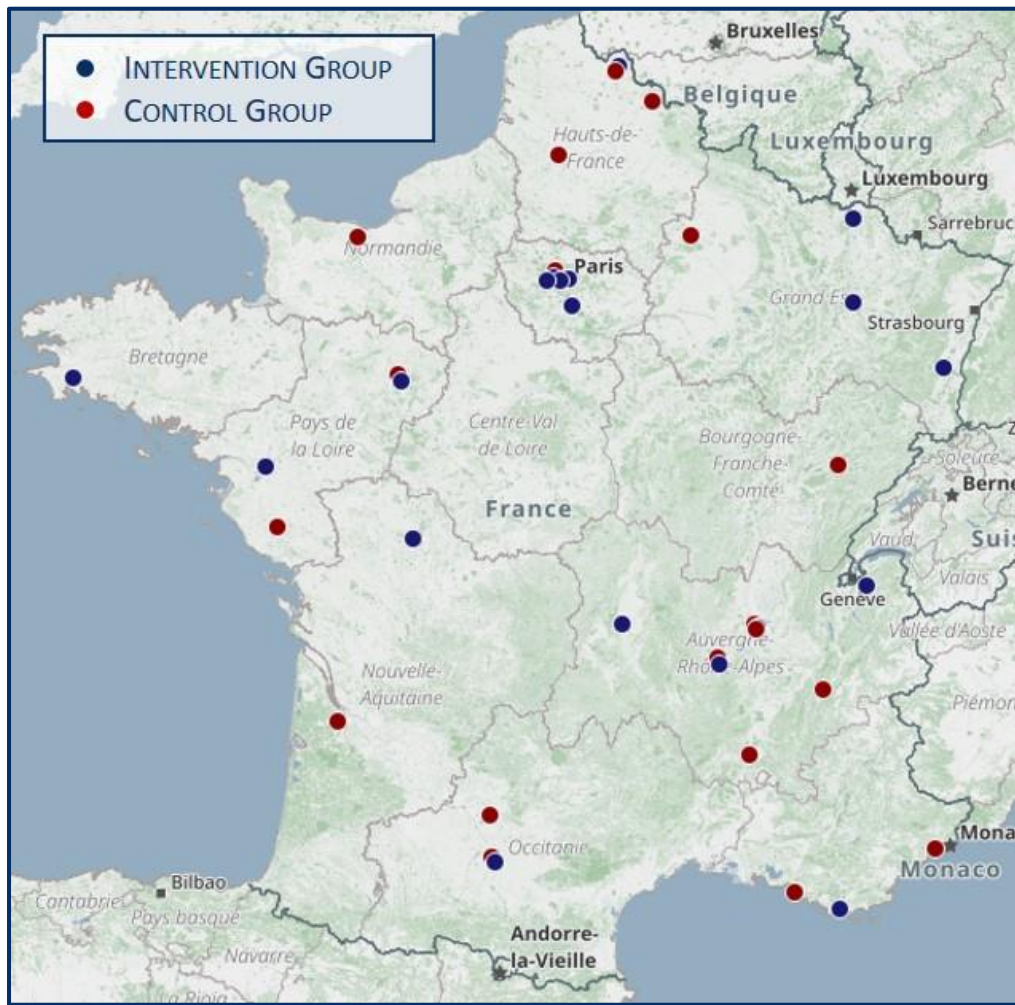 INTERVENTION GROUP
CONTROL GROUP
Bruxelles
Belgique
Hauts-de-
France
Luxembourg
Luxembourg
Sarrebruc
Normandie
Paris
Grand Es
Strasbourg
Bretagne
Pays de
la Loire
Centre-Val
de Loire
Bourgogne-
Franche-
Comté
Soleure
Z
Berne
France
Suis
Vaud
Valais
Genève
Vallée d'Aoste
Auvergne-
Rhône-Alpes
Nouvelle-
Aquitaine
Piémon
Occitanie
Mona
Monaco
Bilbao
Cantabrie
Pays basque
Navarre
La Rioja
Andorre-
la-Vieille